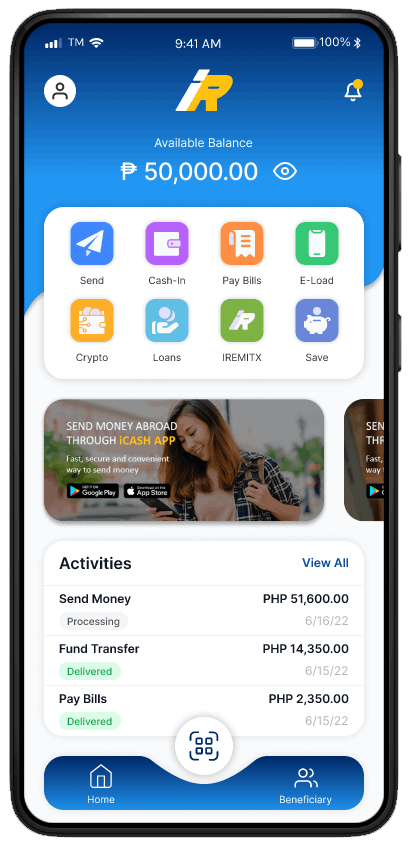 TM
9:41 AM
100%
iR
Available Balance
₱ 50,000.00
Send
Cash-In
Pay Bills
E-Load
Crypto
Loans
IREMITX
Save
SEND MONEY ABROAD
THROUGH iCASH APP
Fast, secure and convenient
way to send money
GET IT ON
Google Play
Download on the
App Store
SEN
THR
Fast,
way t
Activities
View All
Send Money
PHP 51,600.00
Processing
6/16/22
Fund Transfer
PHP 14,350.00
Delivered
6/15/22
Pay Bills
PHP 2,350.00
Delivered
6/15/22
Home
Beneficiary